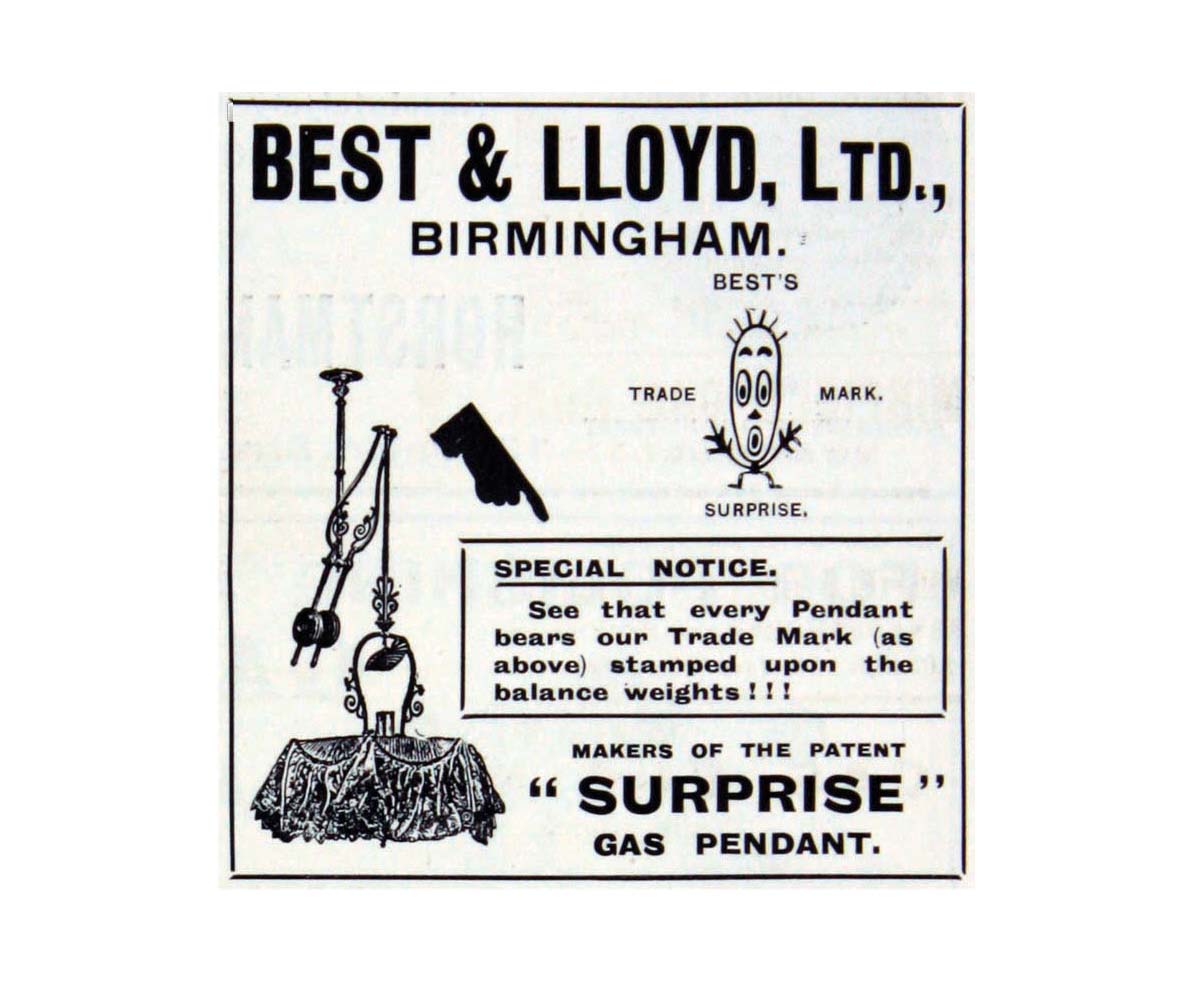 BEST & LLOYD, LTD.,
BIRMINGHAM.
BEST'S
TRADE MARK.
SURPRISE.
SPECIAL NOTICE.
See that every Pendant
bears our Trade Mark (as
above) stamped upon the
balance weights ! ! !
MAKERS OF THE PATENT
" SURPRISE "
GAS PENDANT.